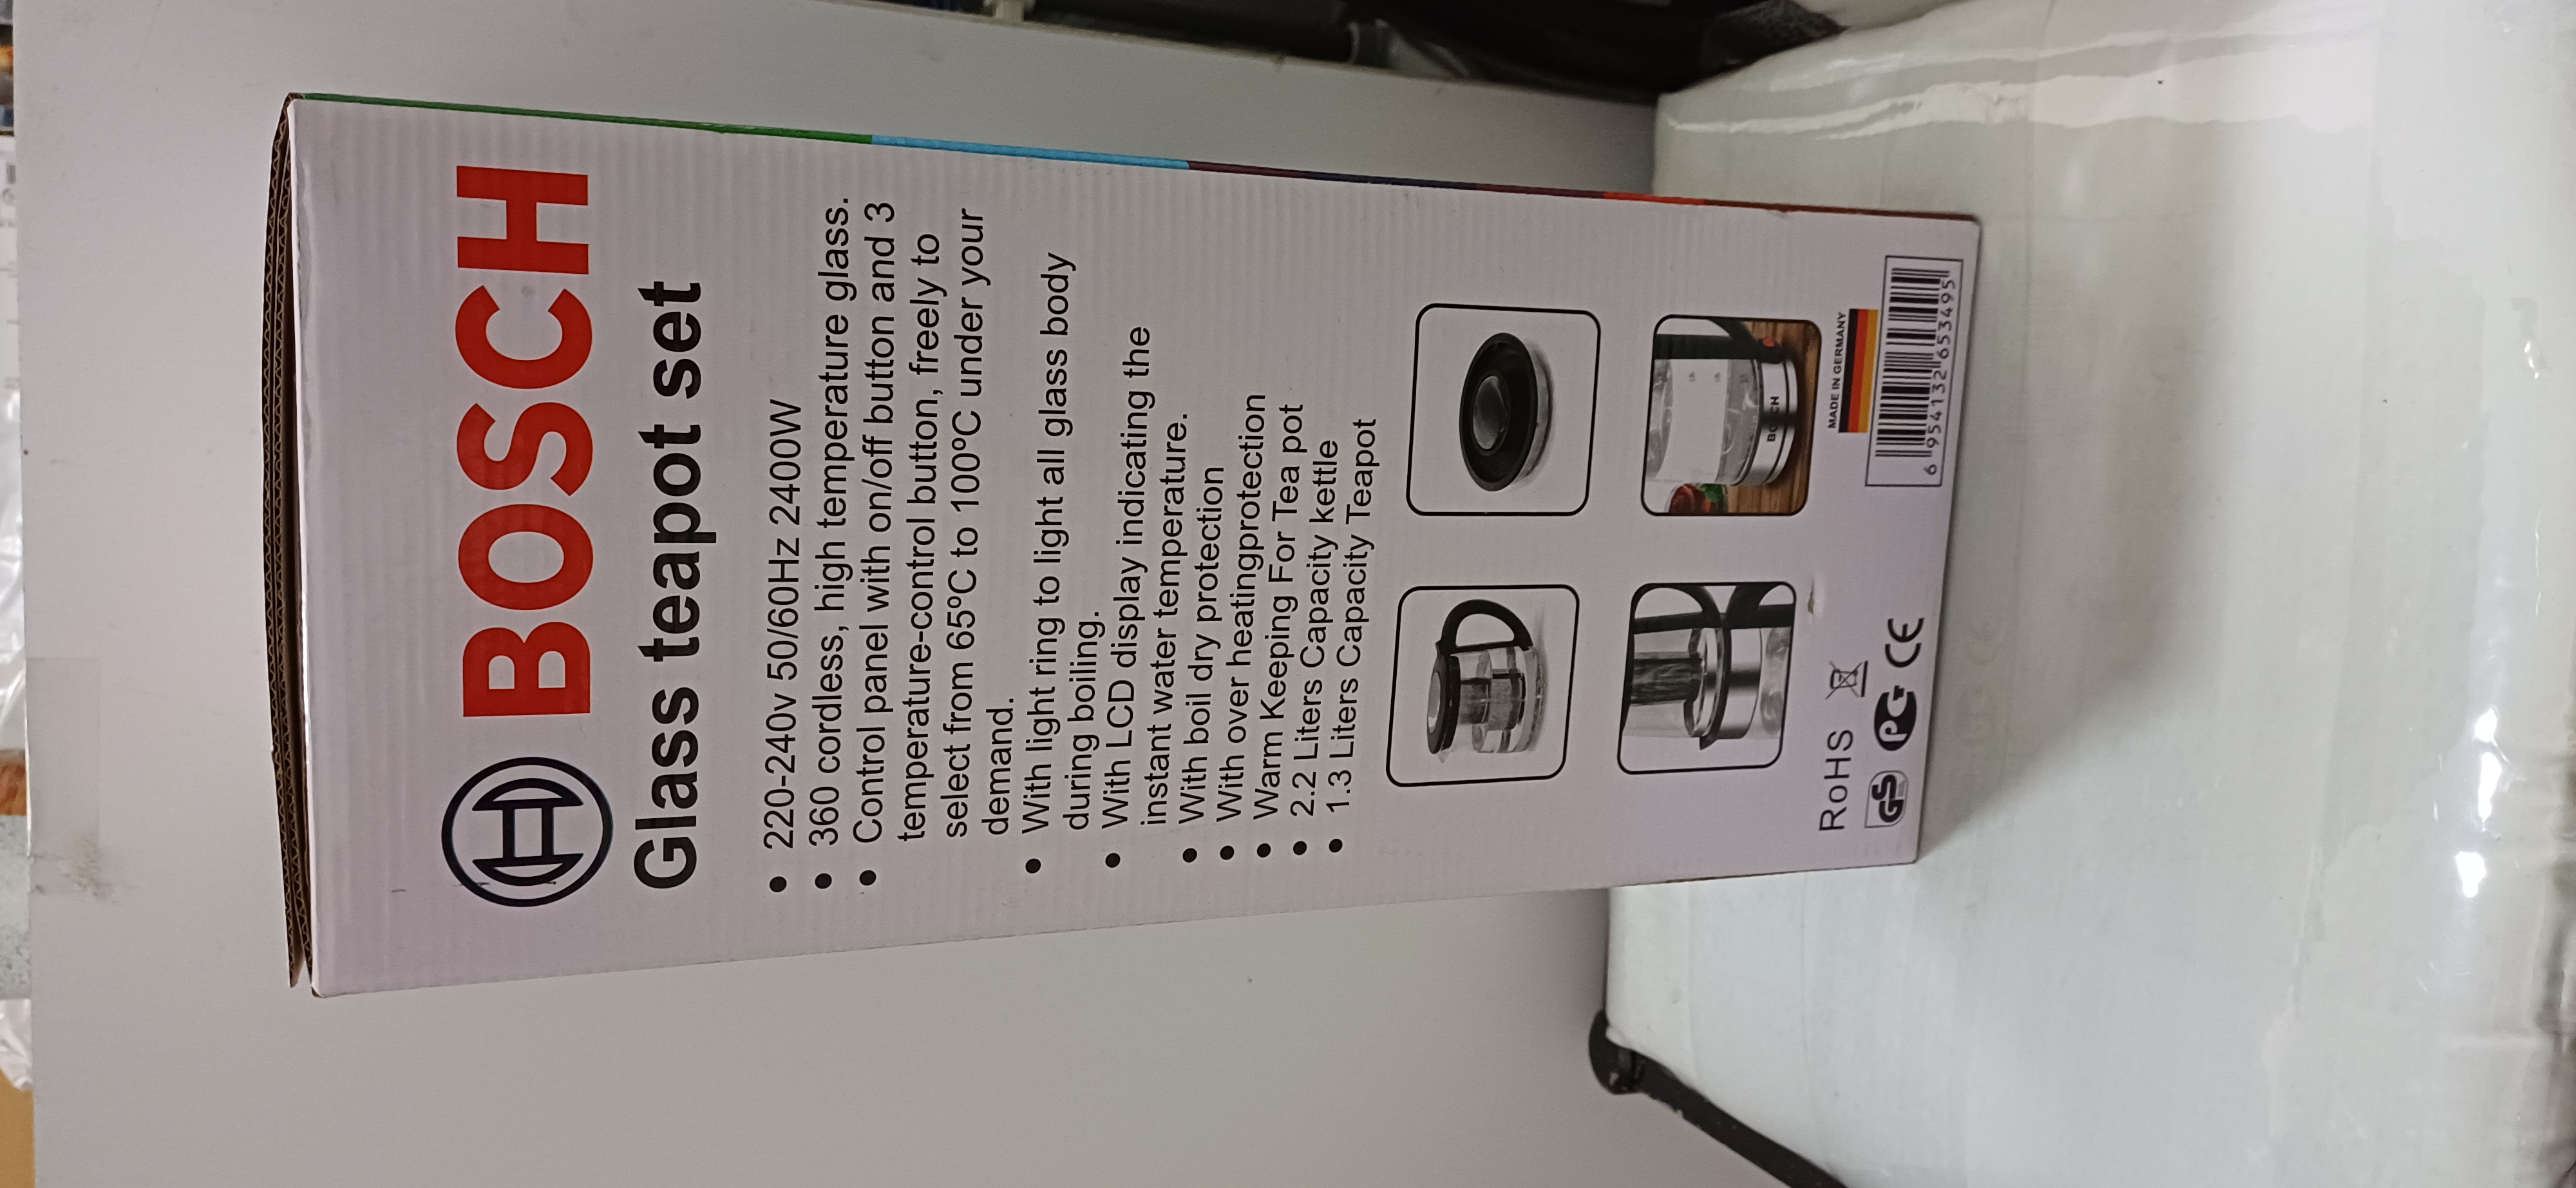 BOSCH
Glass teapot set
• 220-240v 50/60Hz 2400W
• 360 cordless, high temperature glass.
• Control panel with on/off button and 3
temperature-control button, freely to
select from 65ºC to 100ºC under your
demand.
• With light ring to light all glass body
during boiling.
• With LCD display indicating the
instant water temperature.
• With boil dry protection
• With over heatingprotection
• Warm Keeping For Tea pot
• 2.2 Liters Capacity kettle
• 1.3 Liters Capacity Teapot
RoHS
GS CE
MADE IN GERMANY
6 954132 653495